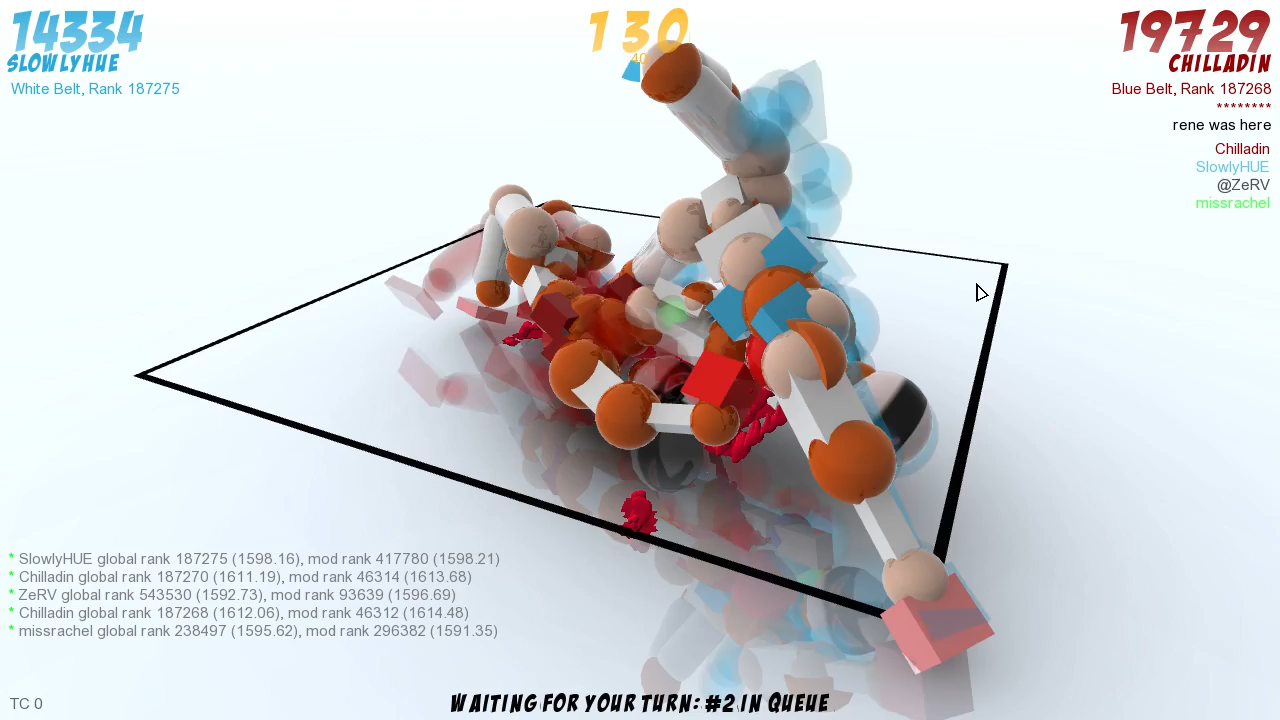 14334
SLOWLYHUE
White Belt, Rank 187275
130
40
19729
CHILLADIN
Blue Belt, Rank 187268
********
rene was here
Chilladin
SlowlyHUE
@ZeRV
missrachel
* SlowlyHUE global rank 187275 (1598.16), mod rank 417780 (1598.21)
* Chilladin global rank 187270 (1611.19), mod rank 46314 (1613.68)
* ZeRV global rank 543530 (1592.73), mod rank 93639 (1596.69)
* Chilladin global rank 187268 (1612.06), mod rank 46312 (1614.48)
* missrachel global rank 238497 (1595.62), mod rank 296382 (1591.35)
TC 0
WAITING FOR YOUR TURN: #2 IN QUEUE